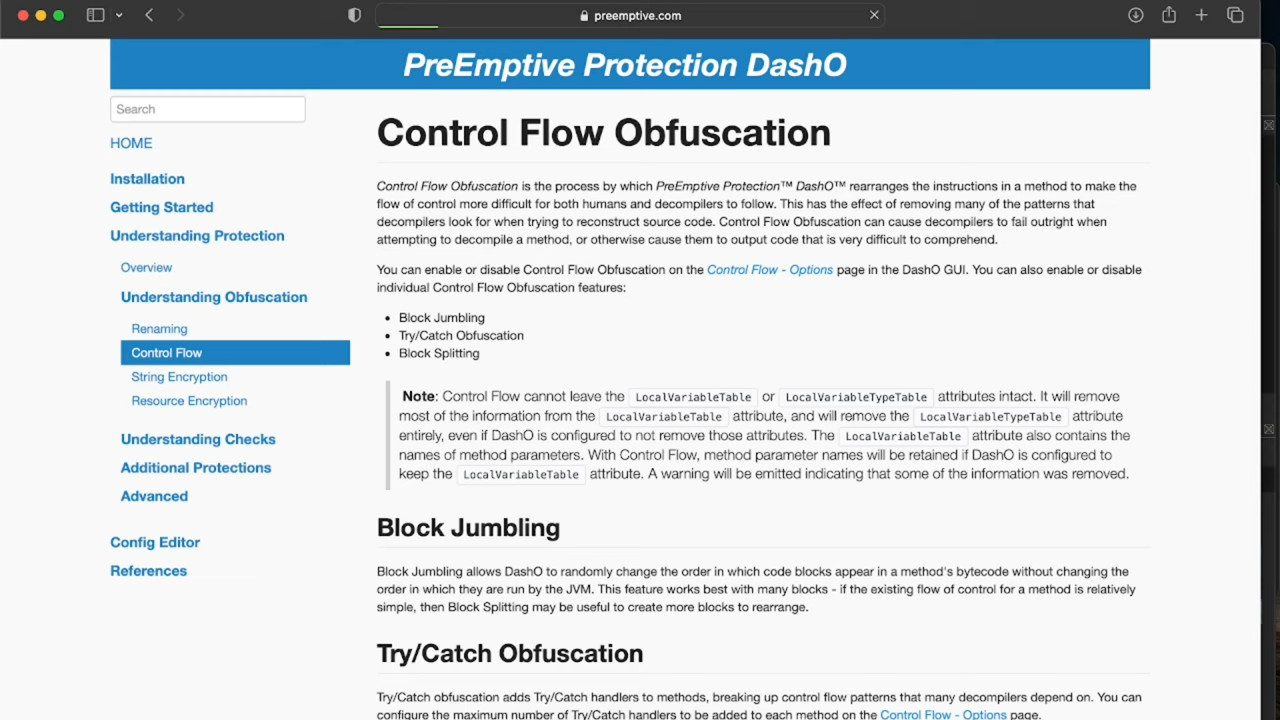 preemptive.com
PreEmptive Protection DashO
Search
HOME
Installation
Getting Started
Understanding Protection
Overview
Understanding Obfuscation
Renaming
Control Flow
String Encryption
Resource Encryption
Understanding Checks
Additional Protections
Advanced
Config Editor
References
Control Flow Obfuscation
Control Flow Obfuscation is the process by which PreEmptive Protection™ DashO™ rearranges the instructions in a method to make the
flow of control more difficult for both humans and decompilers to follow. This has the effect of removing many of the patterns that
decompilers look for when trying to reconstruct source code. Control Flow Obfuscation can cause decompilers to fail outright when
attempting to decompile a method, or otherwise cause them to output code that is very difficult to comprehend.
You can enable or disable Control Flow Obfuscation on the Control Flow - Options page in the DashO GUI. You can also enable or disable
individual Control Flow Obfuscation features:
• Block Jumbling
• Try/Catch Obfuscation
• Block Splitting
Note: Control Flow cannot leave the LocalVariableTable or LocalVariableTypeTable attributes intact. It will remove
most of the information from the LocalVariableTable attribute, and will remove the LocalVariableTypeTable attribute
entirely, even if DashO is configured to not remove those attributes. The LocalVariableTable attribute also contains the
names of method parameters. With Control Flow, method parameter names will be retained if DashO is configured to
keep the LocalVariableTable attribute. A warning will be emitted indicating that some of the information was removed.
Block Jumbling
Block Jumbling allows DashO to randomly change the order in which code blocks appear in a method's bytecode without changing the
order in which they are run by the JVM. This feature works best with many blocks - if the existing flow of control for a method is relatively
simple, then Block Splitting may be useful to create more blocks to rearrange.
Try/Catch Obfuscation
Try/Catch obfuscation adds Try/Catch handlers to methods, breaking up control flow patterns that many decompilers depend on. You can
configure the maximum number of Try/Catch handlers to be added to each method on the Control Flow - Options page.